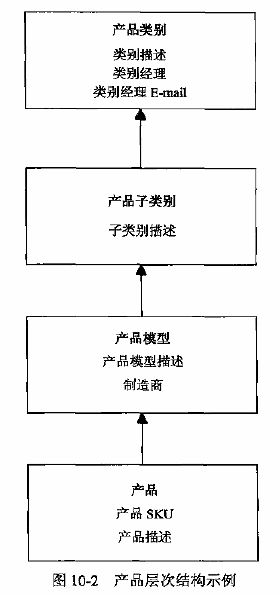 产品类别
类别描述
类别经理
类别经理 E-mail
产品子类别
子类别描述
产品模型
产品模型描述
制造商
产品
产品 SKU
产品描述
图 10-2 产品层次结构示例